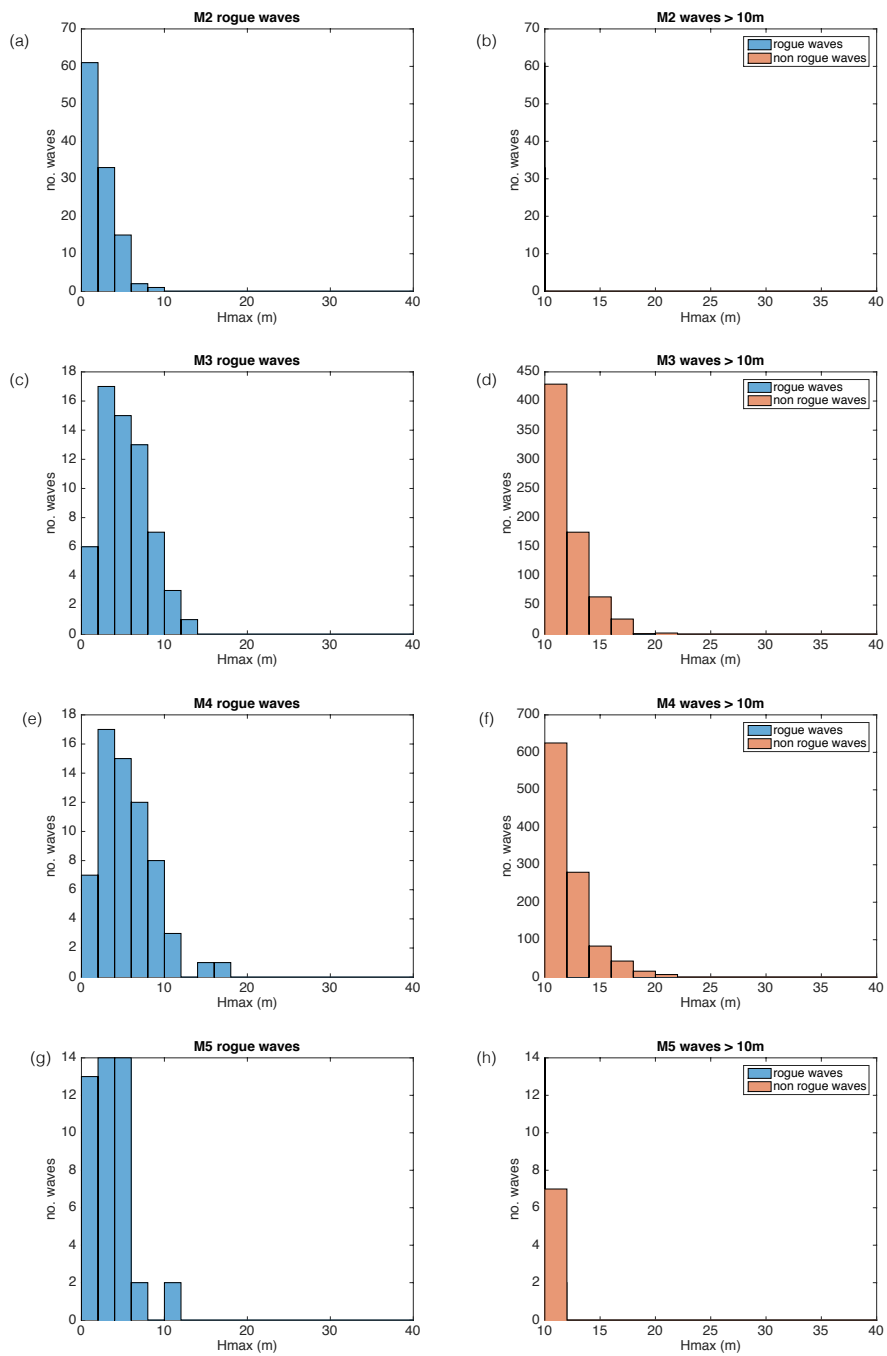 (a)
M2 rogue waves
no. waves
70
60
50
40
30
20
10
0
0 10 20 30 40
Hmax (m)
(b)
M2 waves > 10m
rogue waves
non rogue waves
no. waves
70
60
50
40
30
20
10
0
10 15 20 25 30 35 40
Hmax (m)
(c)
M3 rogue waves
no. waves
18
16
14
12
10
8
6
4
2
0
0 10 20 30 40
Hmax (m)
(d)
M3 waves > 10m
rogue waves
non rogue waves
no. waves
450
400
350
300
250
200
150
100
50
0
10 15 20 25 30 35 40
Hmax (m)
(e)
M4 rogue waves
no. waves
18
16
14
12
10
8
6
4
2
0
0 10 20 30 40
Hmax (m)
(f)
M4 waves > 10m
rogue waves
non rogue waves
no. waves
700
600
500
400
300
200
100
0
10 15 20 25 30 35 40
Hmax (m)
(g)
M5 rogue waves
no. waves
14
12
10
8
6
4
2
0
0 10 20 30 40
Hmax (m)
(h)
M5 waves > 10m
rogue waves
non rogue waves
no. waves
14
12
10
8
6
4
2
0
10 15 20 25 30 35 40
Hmax (m)